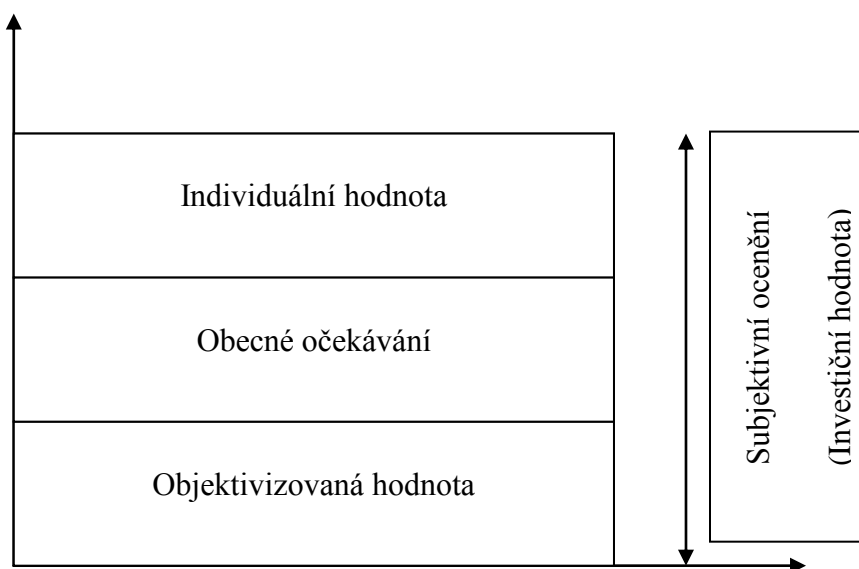 Individuální hodnota
Obecné očekávání
Objektivizovaná hodnota
Subjektivní ocenění
(Investiční hodnota)